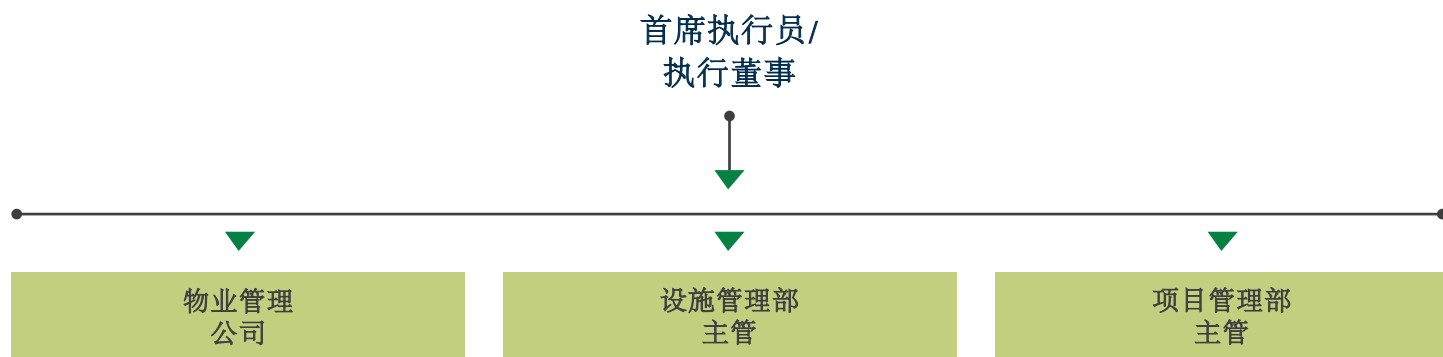 首席执行员/
执行董事
物业管理
公司
设施管理部
主管
项目管理部
主管